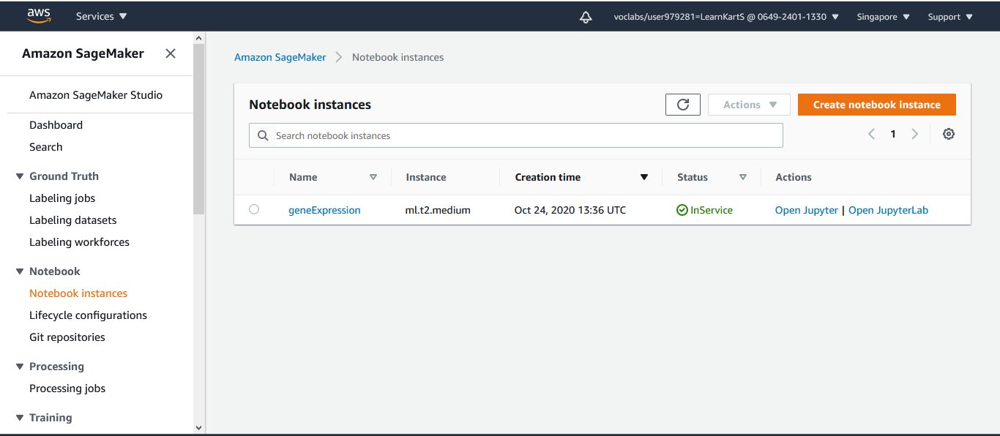 aws
Services
voclabs/user979281=LearnKartS @ 0649-2401-1330
Singapore
Support
Amazon SageMaker
Amazon SageMaker Studio
Dashboard
Search
Ground Truth
Labeling jobs
Labeling datasets
Labeling workforces
Notebook
Notebook instances
Lifecycle configurations
Git repositories
Processing
Processing jobs
Training
Amazon SageMaker > Notebook instances
Notebook instances
Actions
Create notebook instance
Search notebook instances
1
Name Instance Creation time Status Actions
geneExpression ml.t2.medium Oct 24, 2020 13:36 UTC InService Open Jupyter | Open JupyterLab